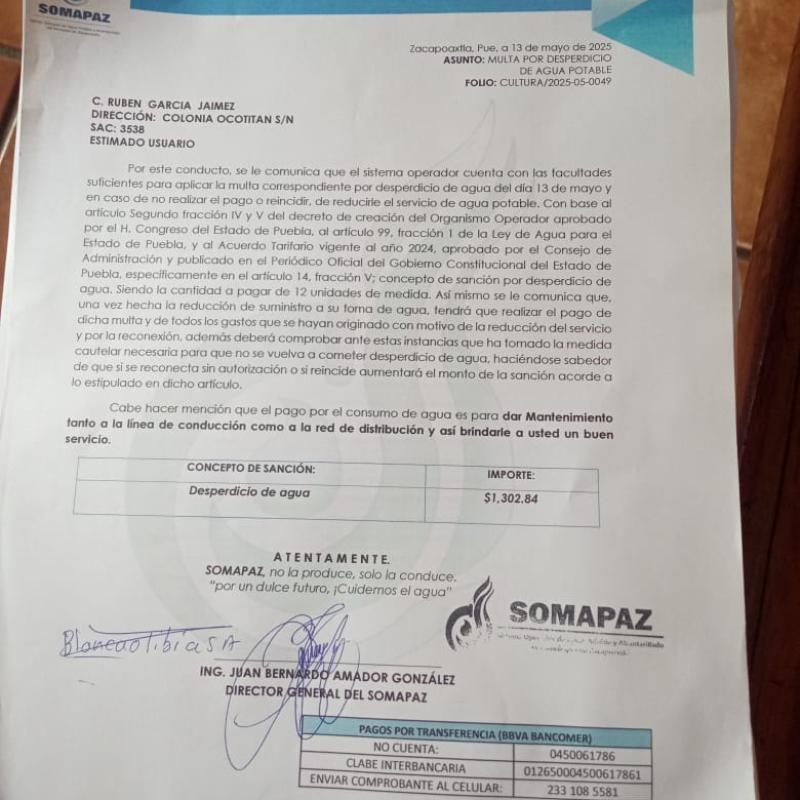 SOMAPAZ
Zacapoaxtla, Pue, a 13 de mayo de 2025
ASUNTO: MULTA POR DESPERDICIO
DE AGUA POTABLE
FOLIO: CULTURA/2025-05-0049
C. RUBEN GARCIA JAIMEZ
DIRECCIÓN: COLONIA OCOTITAN S/N
SAC: 3538
ESTIMADO USUARIO
Por este conducto, se le comunica que el sistema operador cuenta con las facultades
suficientes para aplicar la multa correspondiente por desperdicio de agua del día 13 de mayo y
en caso de no realizar el pago o reincidir, de reducirle el servicio de agua potable. Con base al
artículo Segundo fracción IV y V del decreto de creación del Organismo Operador aprobado
por el H. Congreso del Estado de Puebla, al artículo 99, fracción 1 de la Ley de Agua para el
Estado de Puebla, y al Acuerdo Tarifario vigente al año 2024, aprobado por el Consejo de
Administración y publicado en el Periódico Oficial del Gobierno Constitucional del Estado de
Puebla, específicamente en el artículo 14, fracción V; concepto de sanción por desperdicio de
agua. Siendo la cantidad a pagar de 12 unidades de medida. Así mismo se le comunica que,
una vez hecha la reducción de suministro a su toma de agua, tendrá que realizar el pago de
dicha multa y de todos los gastos que se hayan originado con motivo de la reducción del servicio
y por la reconexión, además deberá comprobar ante estas instancias que ha tomado la medida
cautelar necesaria para que no se vuelva a cometer desperdicio de agua, haciéndose sabedor
de que si se reconecta sin autorización o si reincide aumentará el monto de la sanción acorde a
lo estipulado en dicho artículo.
Cabe hacer mención que el pago por el consumo de agua es para dar Mantenimiento
tanto a la línea de conducción como a la red de distribución y así brindarle a usted un buen
servicio.
CONCEPTO DE SANCIÓN: IMPORTE:
Desperdicio de agua $1,302.84
ATENTAMENTE.
SOMAPAZ, no la produce, solo la conduce.
"por un dulce futuro, ¡Cuidemos el agua"
SOMAPAZ
ING. JUAN BERNARDO AMADOR GONZÁLEZ
DIRECTOR GENERAL DEL SOMAPAZ
PAGOS POR TRANSFERENCIA (BBVA BANCOMER)
NO CUENTA: 0450061786
CLABE INTERBANCARIA 012650004500617861
ENVIAR COMPROBANTE AL CELULAR: 233 108 5581